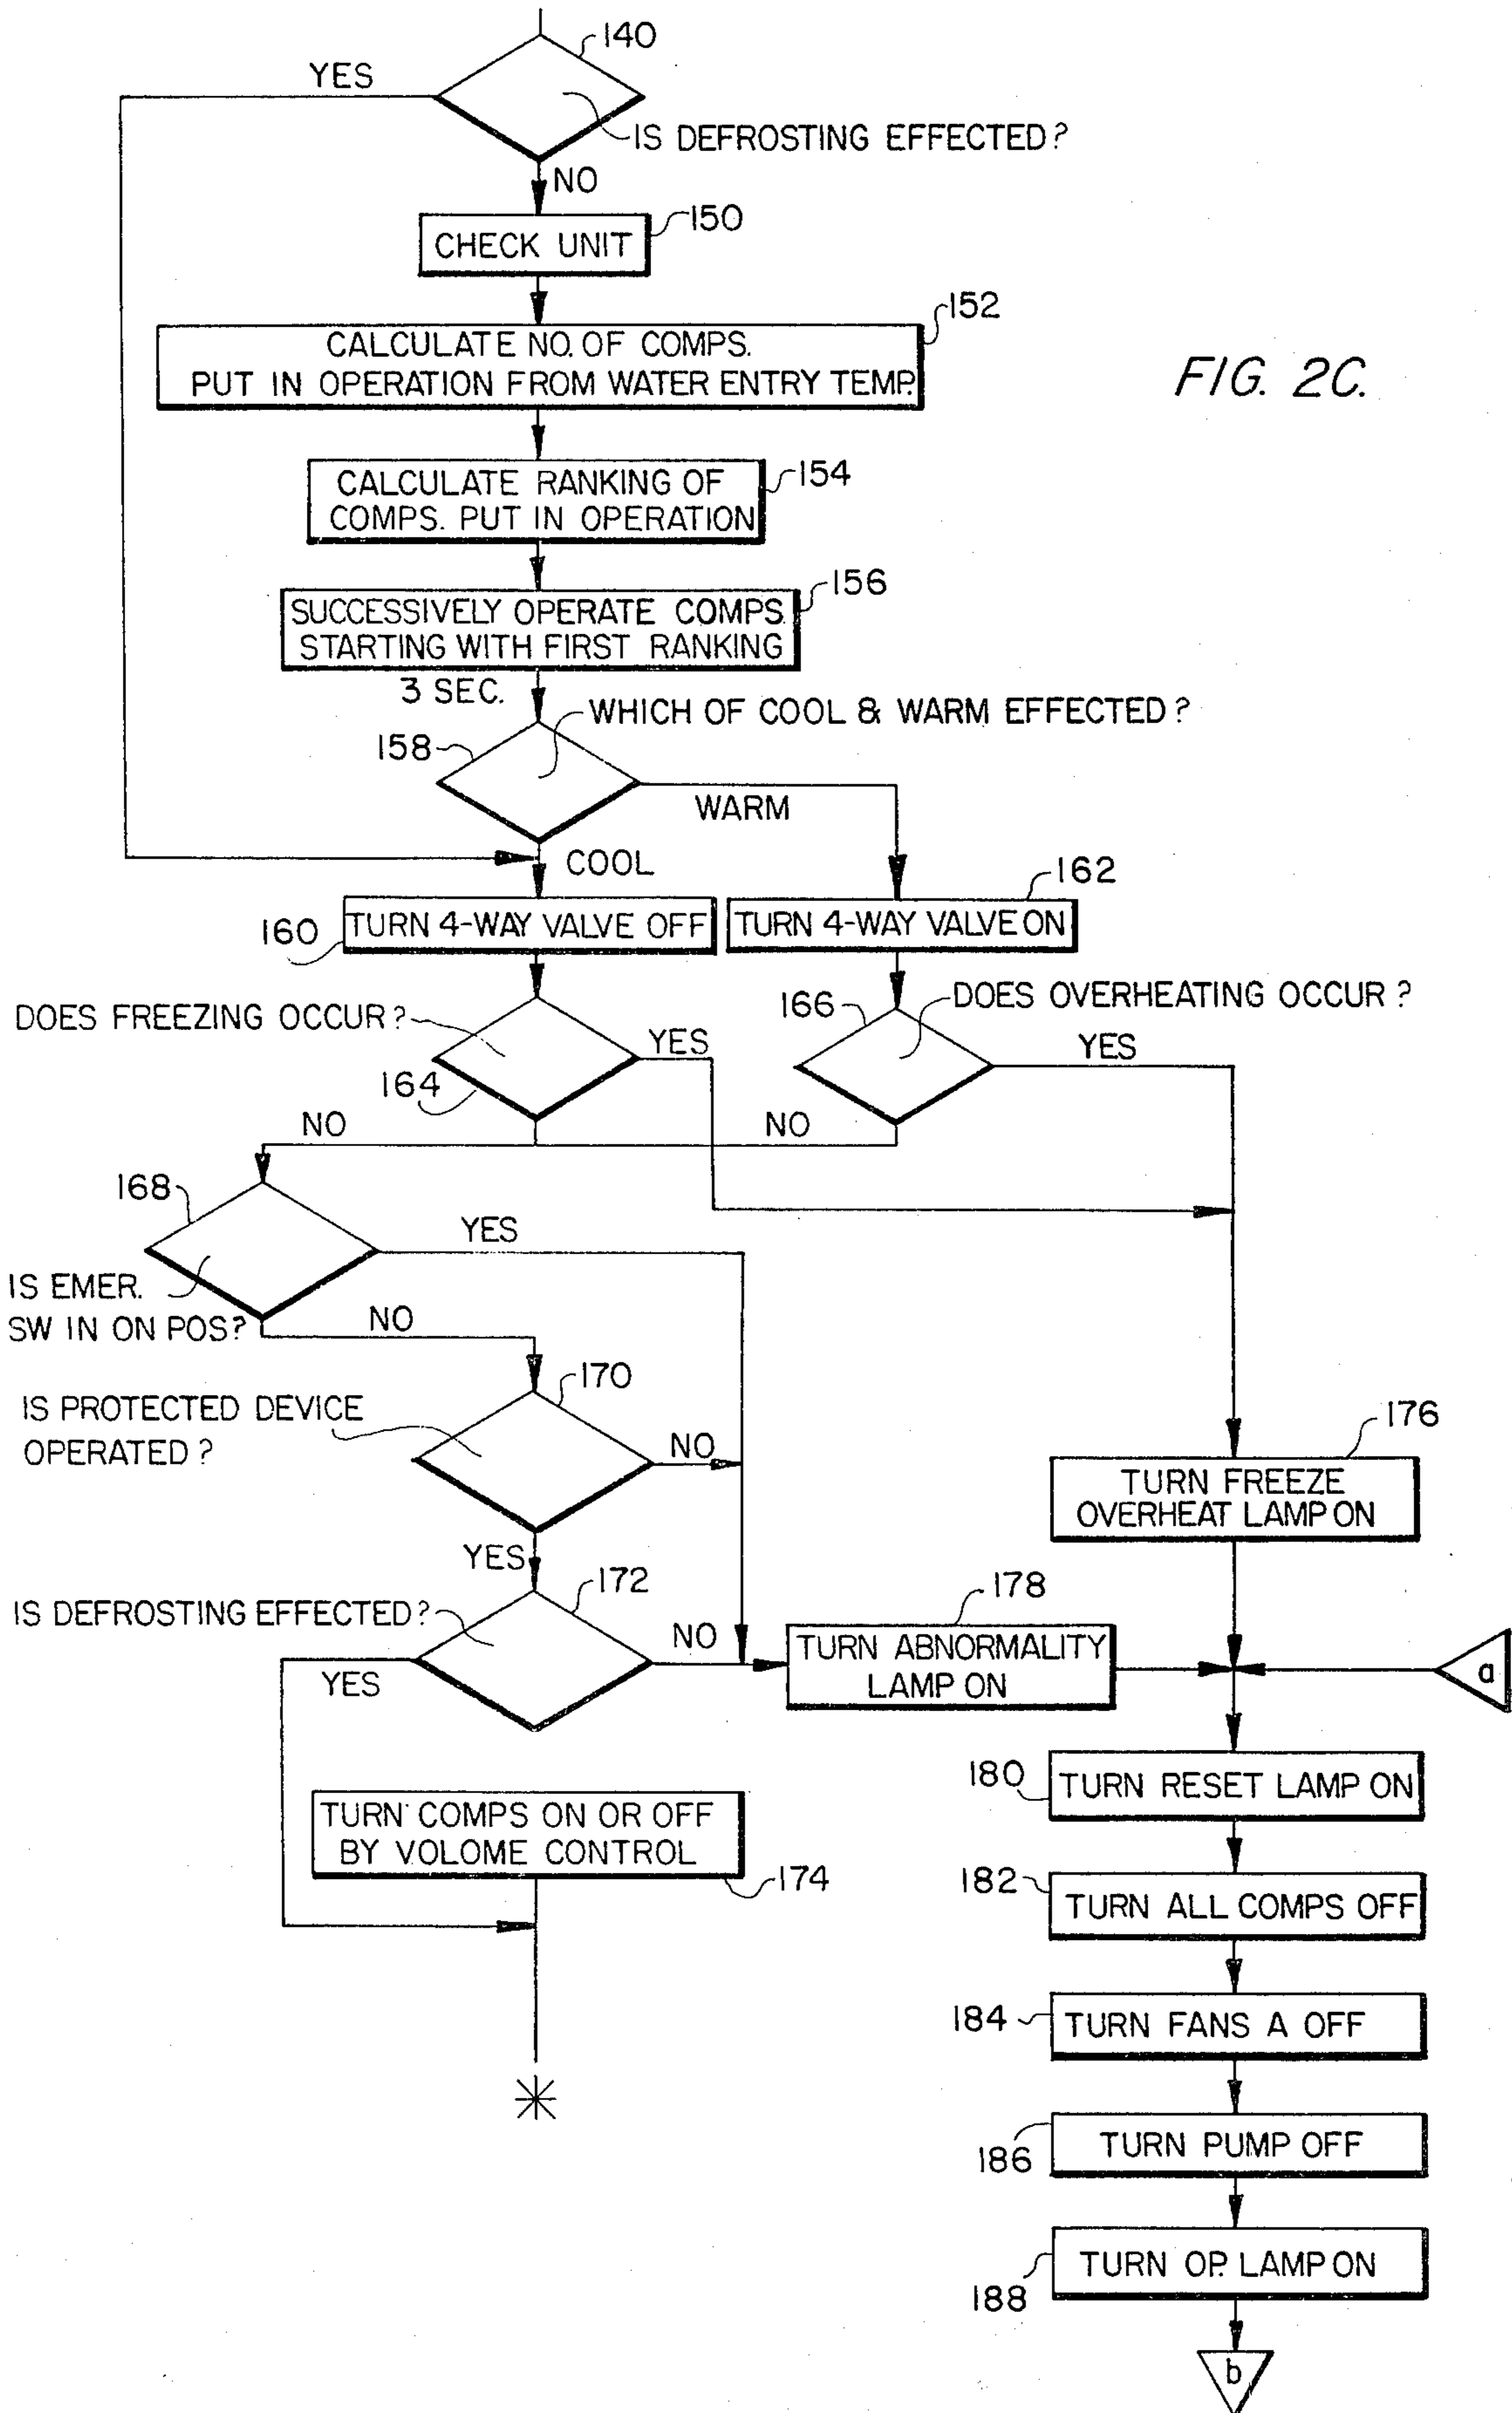 140
YES
IS DEFROSTING EFFECTED?
NO
150
CHECK UNIT
152
CALCULATE NO. OF COMPS.
PUT IN OPERATION FROM WATER ENTRY TEMP.
FIG. 2C.
154
CALCULATE RANKING OF
COMPS. PUT IN OPERATION
156
SUCCESSIVELY OPERATE COMPS.
STARTING WITH FIRST RANKING
3 SEC.
WHICH OF COOL & WARM EFFECTED?
158
WARM
COOL
162
160
TURN 4-WAY VALVE OFF
TURN 4-WAY VALVE ON
DOES FREEZING OCCUR?
166
DOES OVERHEATING OCCUR?
YES
YES
164
NO
NO
168
YES
IS EMER.
SW IN ON POS?
NO
170
IS PROTECTED DEVICE
OPERATED?
NO
176
TURN FREEZE
OVERHEAT LAMP ON
YES
172
178
IS DEFROSTING EFFECTED?
NO
TURN ABNORMALITY
LAMP ON
a
YES
180
TURN RESET LAMP ON
TURN COMPS ON OR OFF
BY VOLOME CONTROL
174
182
TURN ALL COMPS OFF
184
TURN FANS A OFF
186
TURN PUMP OFF
188
TURN OP. LAMP ON
b